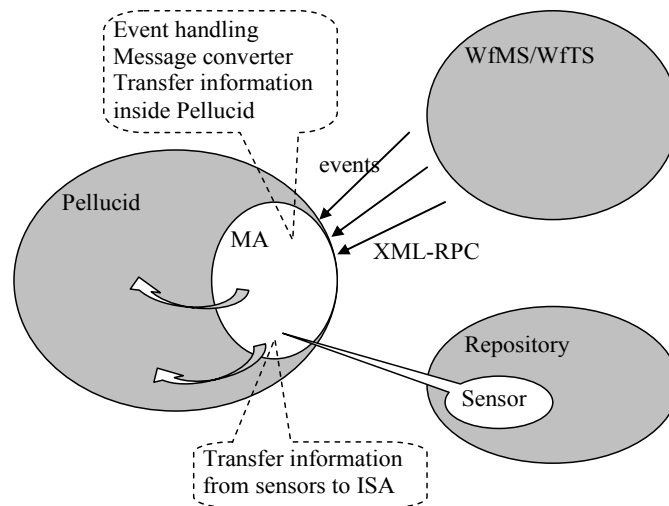 Event handling
Message converter
Transfer information
inside Pellucid
WfMS/WfTS
events
Pellucid
MA
XML-RPC
Repository
Sensor
Transfer information
from sensors to ISA